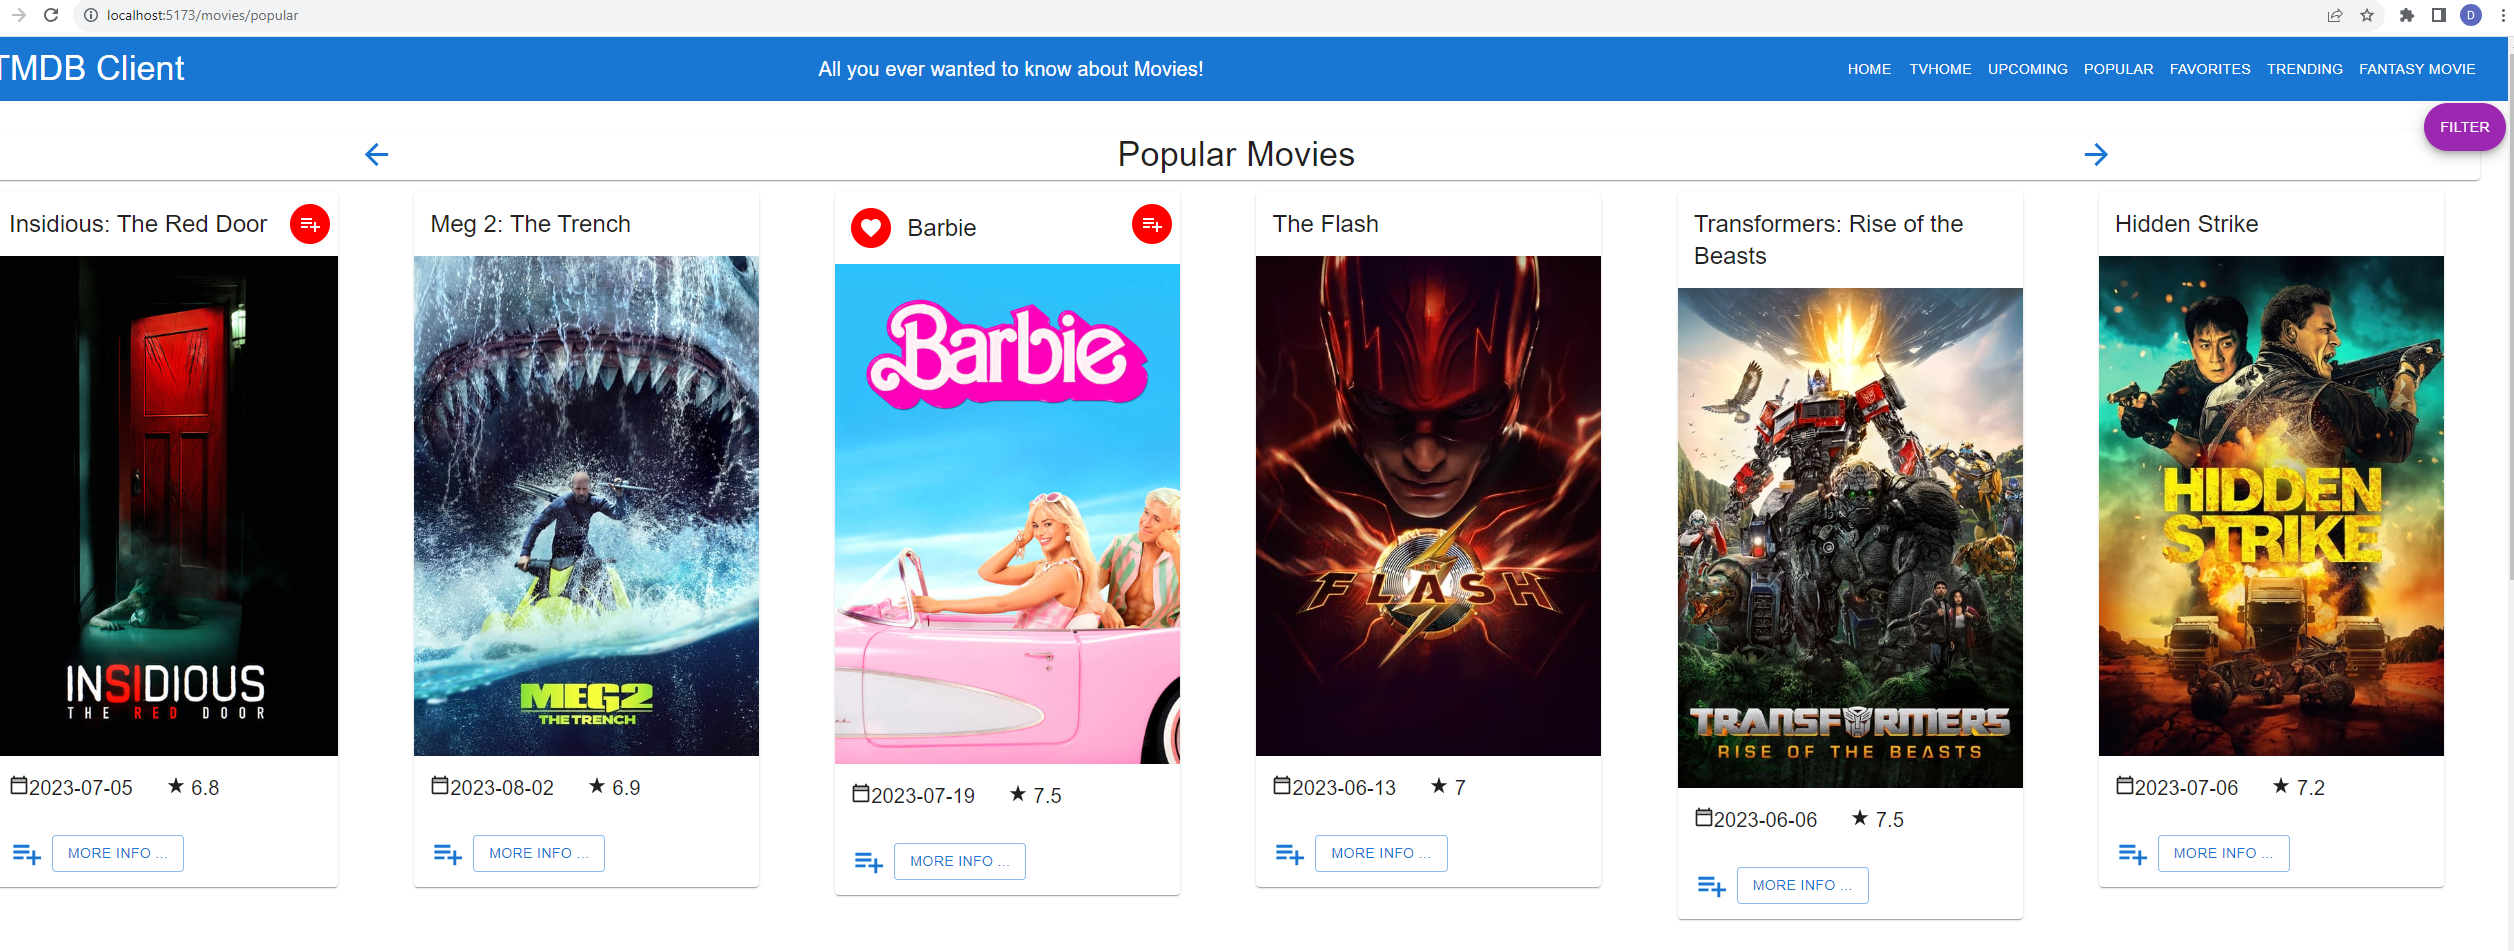 localhost:5173/movies/popular
D
TMDB Client
All you ever wanted to know about Movies!
HOME TVHOME UPCOMING POPULAR FAVORITES TRENDING FANTASY MOVIE
FILTER
Popular Movies
Insidious: The Red Door
INSIDIOUS
THE RED DOOR
2023-07-05 6.8
MORE INFO ...
Meg 2: The Trench
MEG2
THE TRENCH
2023-08-02 6.9
MORE INFO ...
Barbie
Barbie
2023-07-19 7.5
MORE INFO ...
The Flash
THE
FLASH
2023-06-13 7
MORE INFO ...
Transformers: Rise of the
Beasts
TRANSFORMERS
RISE OF THE BEASTS
2023-06-06 7.5
MORE INFO ...
Hidden Strike
HIDDEN
STRIKE
2023-07-06 7.2
MORE INFO ...